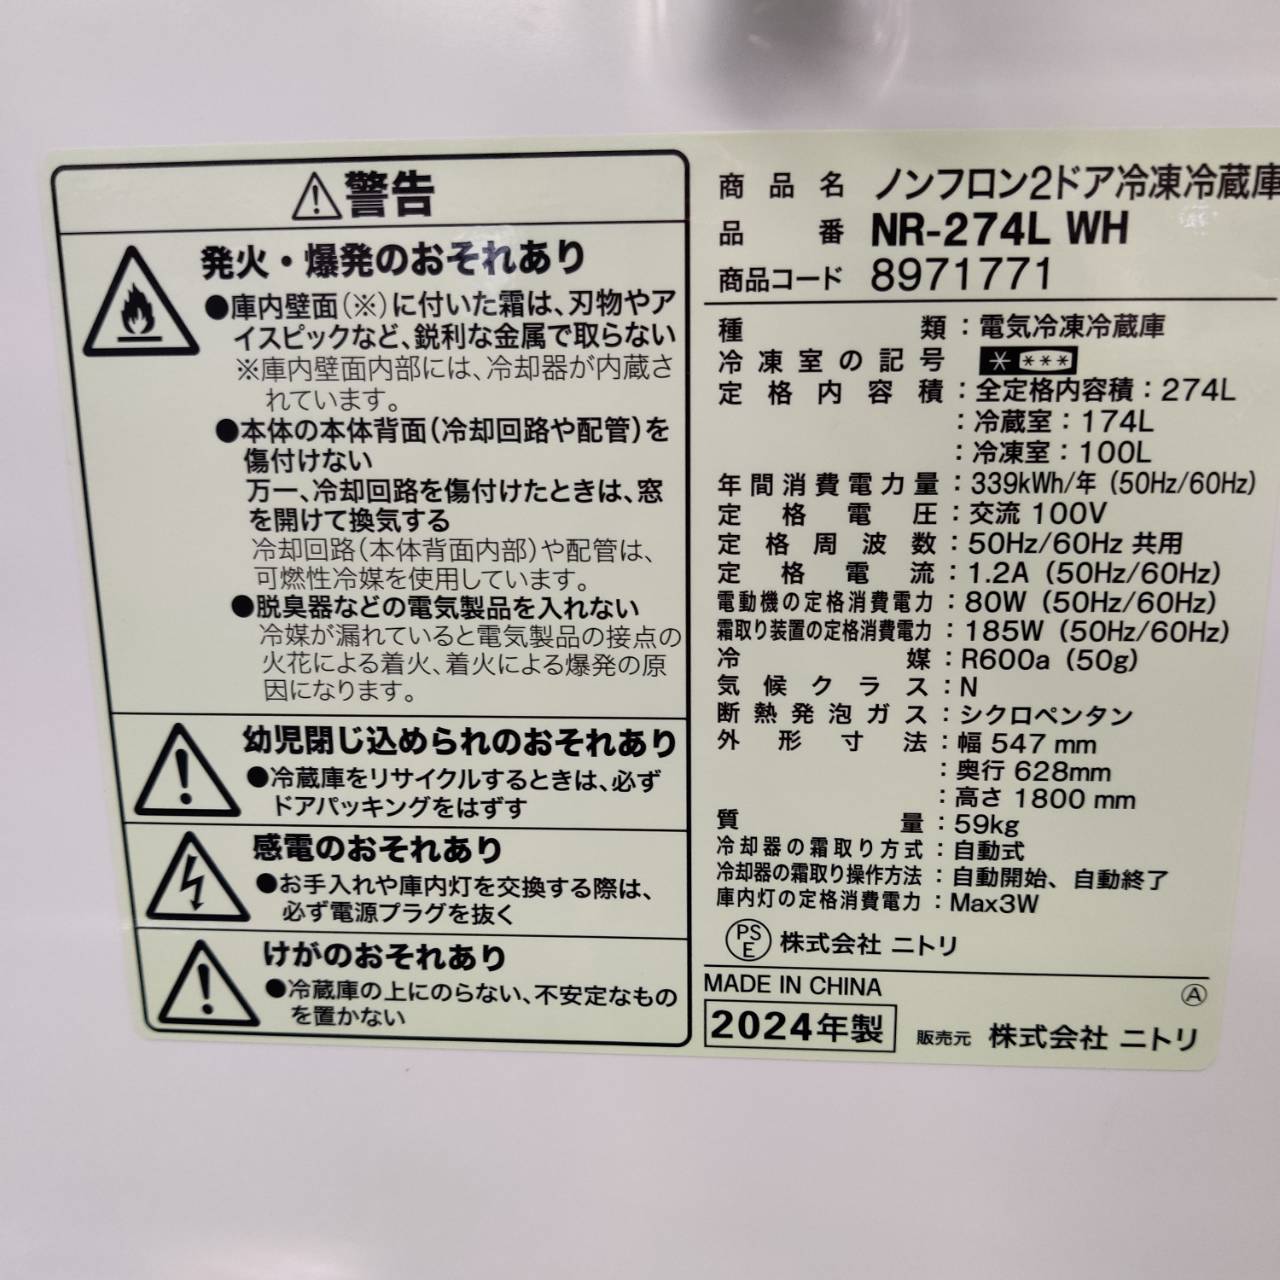 ⚠警告
発火・爆発のおそれあり
●庫内壁面（※）に付いた霜は、刃物やア
イスピックなど、鋭利な金属で取らない
※庫内壁面内部には、冷却器が内蔵さ
れています。
●本体の本体背面（冷却回路や配管）を
傷付けない
万一、冷却回路を傷付けたときは、窓
を開けて換気する
冷却回路（本体背面内部）や配管は、
可燃性冷媒を使用しています。
●脱臭器などの電気製品を入れない
冷媒が漏れていると電気製品の接点の
火花による着火、着火による爆発の原
因になります。
幼児閉じ込められのおそれあり
●冷蔵庫をリサイクルするときは、必ず
ドアパッキングをはずす
感電のおそれあり
●お手入れや庫内灯を交換する際は、
必ず電源プラグを抜く
けがのおそれあり
●冷蔵庫の上にのらない、不安定なもの
を置かない
商品名 ノンフロン2ドア冷凍冷蔵庫
品番 NR-274L WH
商品コード 8971771
種類：電気冷凍冷蔵庫
冷凍室の記号 * ***
定格内容積：全定格内容積：274L
：冷蔵室：174L
：冷凍室：100L
年間消費電力量：339kWh/年（50Hz/60Hz）
定格電圧：交流 100V
定格周波数：50Hz/60Hz 共用
定格電流：1.2A（50Hz/60Hz）
電動機の定格消費電力：80W（50Hz/60Hz）
霜取り装置の定格消費電力：185W（50Hz/60Hz）
冷媒：R600a（50g）
気候クラス：N
断熱発泡ガス：シクロペンタン
外形寸法：幅 547 mm
：奥行 628mm
：高さ 1800 mm
質量：59kg
冷却器の霜取り方式：自動式
冷却器の霜取り操作方法：自動開始、自動終了
庫内灯の定格消費電力：Max3W
PSE 株式会社 ニトリ
MADE IN CHINA
Ⓐ
2024年製 販売元 株式会社 ニトリ